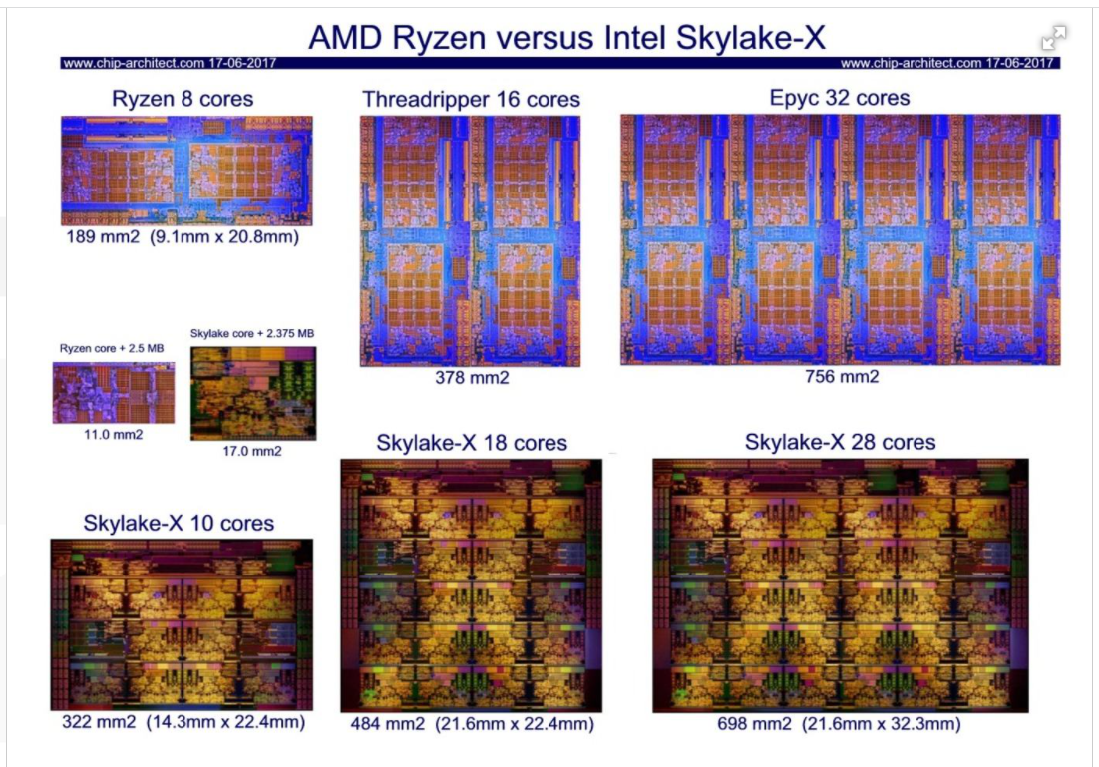 AMD Ryzen versus Intel Skylake-X
www.chip-architect.com 17-06-2017
www.chip-architect.com 17-06-2017
Ryzen 8 cores
189 mm2 (9.1mm x 20.8mm)
Threadripper 16 cores
378 mm2
Epyc 32 cores
756 mm2
Ryzen core + 2.5 MB
11.0 mm2
Skylake core + 2.375 MB
17.0 mm2
Skylake-X 10 cores
322 mm2 (14.3mm x 22.4mm)
Skylake-X 18 cores
484 mm2 (21.6mm x 22.4mm)
Skylake-X 28 cores
698 mm2 (21.6mm x 32.3mm)